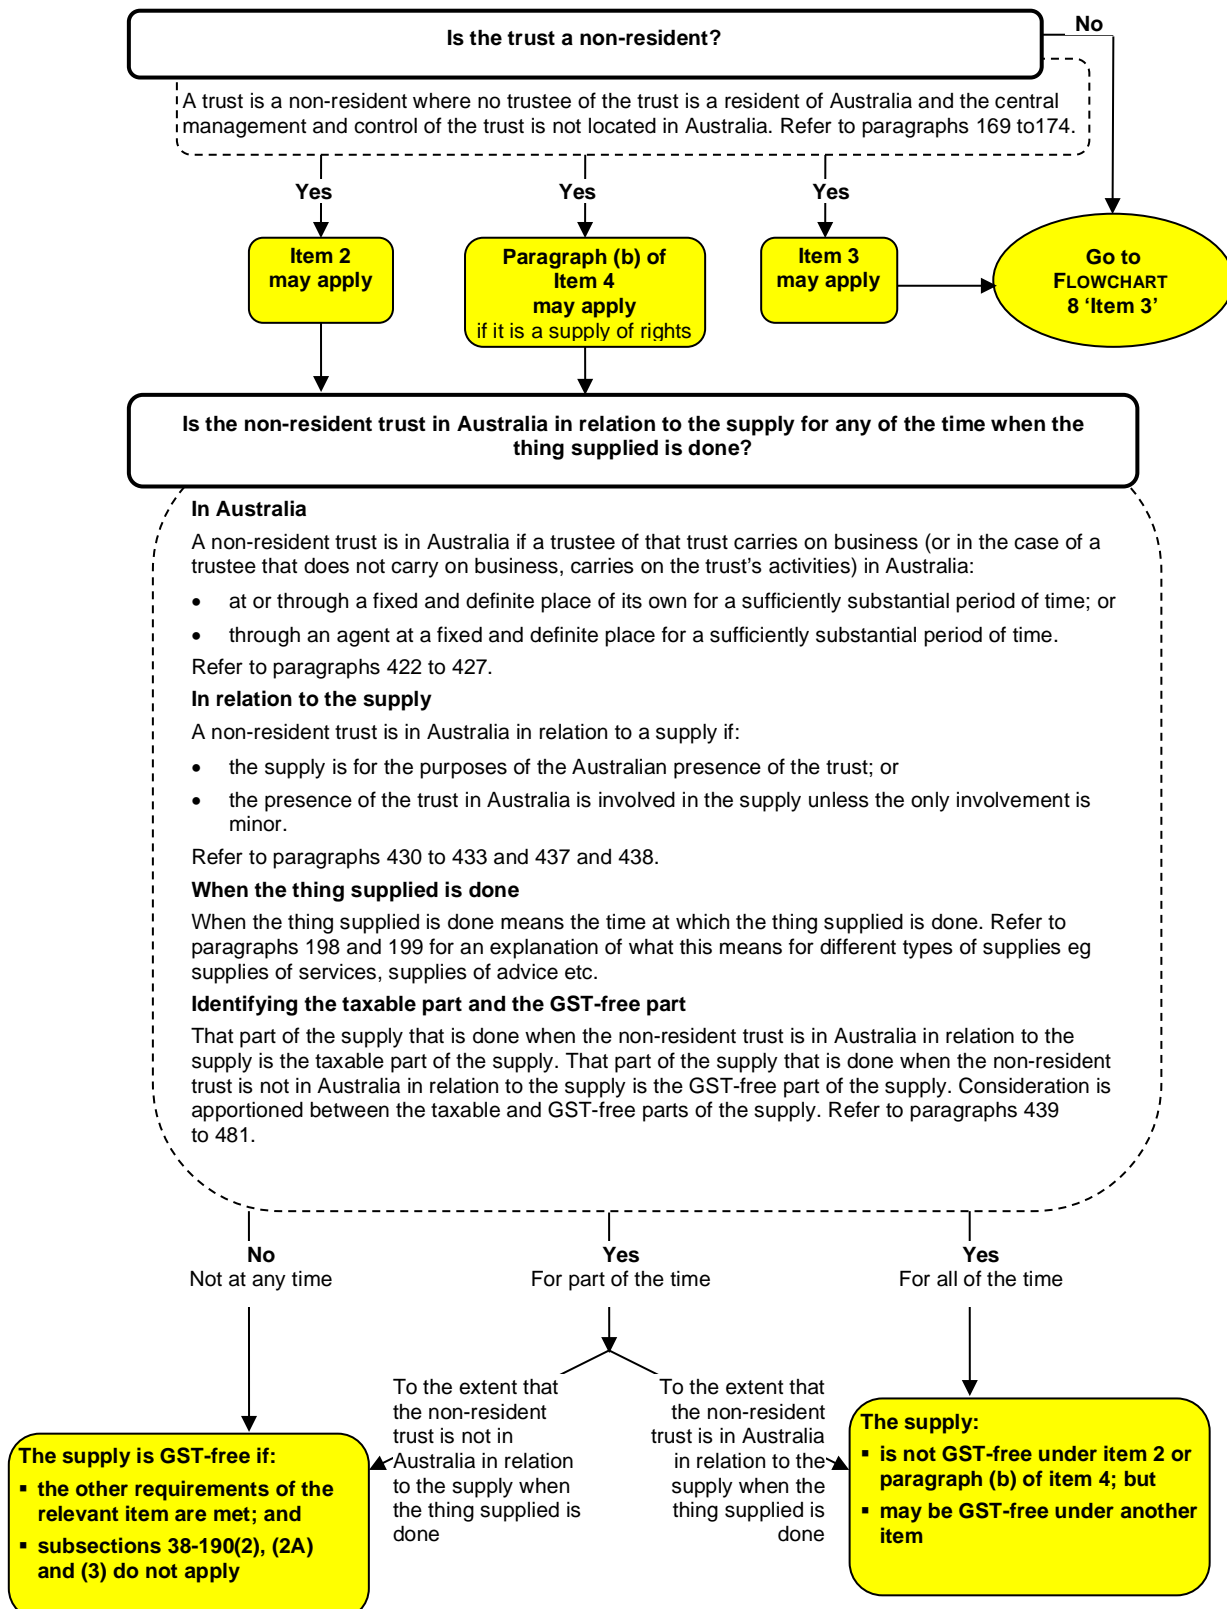 Is the trust a non-resident?
No
A trust is a non-resident where no trustee of the trust is a resident of Australia and the central
management and control of the trust is not located in Australia. Refer to paragraphs 169 to174.
Yes
Yes
Yes
Item 2
may apply
Paragraph (b) of
Item 4
may apply
if it is a supply of rights
Item 3
may apply
Go to
FLOWCHART
8 ‘Item 3’
Is the non-resident trust in Australia in relation to the supply for any of the time when the
thing supplied is done?
In Australia
A non-resident trust is in Australia if a trustee of that trust carries on business (or in the case of a
trustee that does not carry on business, carries on the trust’s activities) in Australia:
• at or through a fixed and definite place of its own for a sufficiently substantial period of time; or
• through an agent at a fixed and definite place for a sufficiently substantial period of time.
Refer to paragraphs 422 to 427.
In relation to the supply
A non-resident trust is in Australia in relation to a supply if:
• the supply is for the purposes of the Australian presence of the trust; or
• the presence of the trust in Australia is involved in the supply unless the only involvement is
minor.
Refer to paragraphs 430 to 433 and 437 and 438.
When the thing supplied is done
When the thing supplied is done means the time at which the thing supplied is done. Refer to
paragraphs 198 and 199 for an explanation of what this means for different types of supplies eg
supplies of services, supplies of advice etc.
Identifying the taxable part and the GST-free part
That part of the supply that is done when the non-resident trust is in Australia in relation to the
supply is the taxable part of the supply. That part of the supply that is done when the non-resident
trust is not in Australia in relation to the supply is the GST-free part of the supply. Consideration is
apportioned between the taxable and GST-free parts of the supply. Refer to paragraphs 439
to 481.
No
Not at any time
Yes
For part of the time
Yes
For all of the time
To the extent that
the non-resident
trust is not in
Australia in relation
to the supply when
the thing supplied is
done
To the extent that
the non-resident
trust is in Australia
in relation to the
supply when the
thing supplied is
done
The supply is GST-free if:
▪ the other requirements of the
relevant item are met; and
▪ subsections 38-190(2), (2A)
and (3) do not apply
The supply:
▪ is not GST-free under item 2 or
paragraph (b) of item 4; but
▪ may be GST-free under another
item